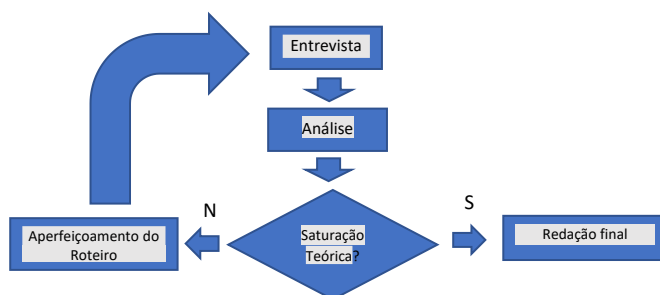 Entrevista
Análise
N
S
Aperfeiçoamento do
Roteiro
Saturação
Teórica?
Redação final